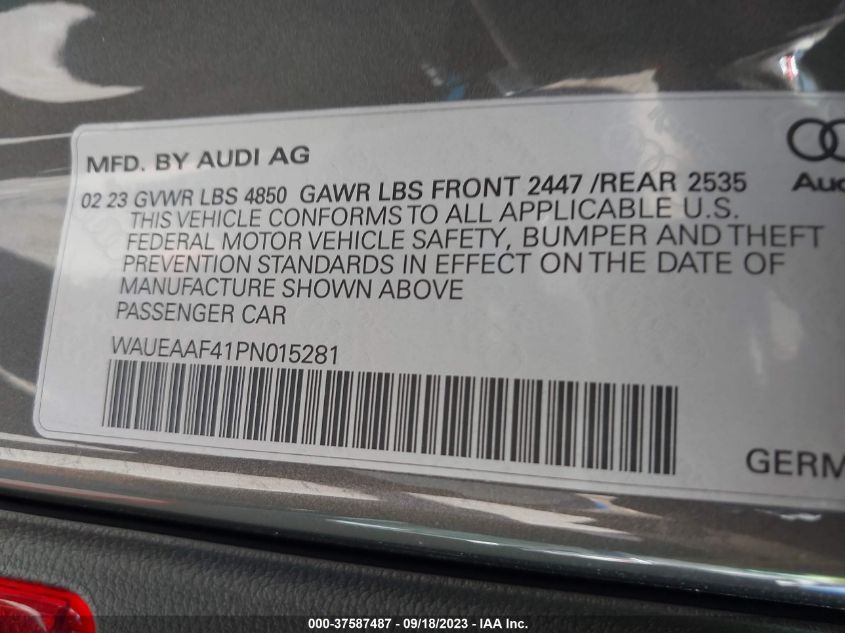 MFD. BY AUDI AG
02 23 GVWR LBS 4850 GAWR LBS FRONT 2447 /REAR 2535
THIS VEHICLE CONFORMS TO ALL APPLICABLE U.S.
FEDERAL MOTOR VEHICLE SAFETY, BUMPER AND THEFT
PREVENTION STANDARDS IN EFFECT ON THE DATE OF
MANUFACTURE SHOWN ABOVE
PASSENGER CAR
WAUEAAF41PN015281
Aud
GERM
000-37587487 - 09/18/2023 - IAA Inc.